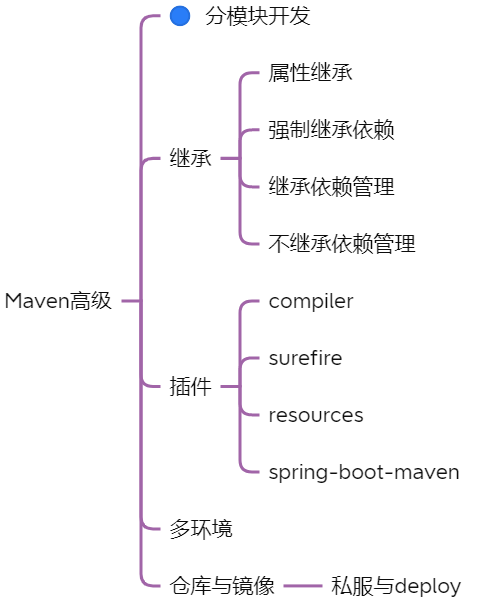 Maven高级
分模块开发
继承
属性继承
强制继承依赖
继承依赖管理
不继承依赖管理
插件
compiler
surefire
resources
spring-boot-maven
多环境
仓库与镜像
私服与deploy